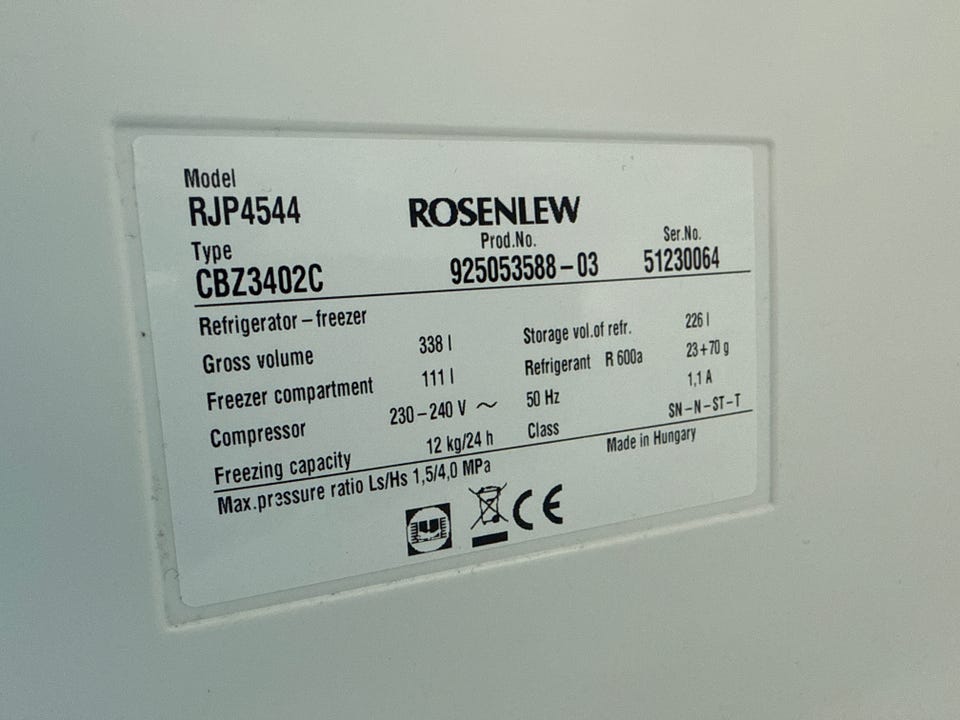 Model
RJP4544 ROSENLEW
Type Prod.No. Ser.No.
CBZ3402C 925053588-03 51230064
Refrigerator-freezer
Gross volume 338 l Storage vol.of refr. 226 l
Freezer compartment 111 l Refrigerant R 600a 23+70 g
Compressor 230-240 V ~ 50 Hz 1,1 A
Freezing capacity 12 kg/24 h Class SN-N-ST-T
Max.pressure ratio Ls/Hs 1,5/4,0 MPa Made in Hungary
CE